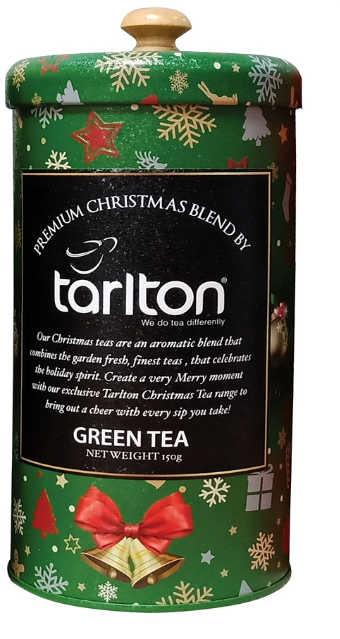 PREMIUM CHRISTMAS BLEND BY
tarlton®
We do tea differently
Our Christmas teas are an aromatic blend that
combines the garden fresh, finest teas , that celebrates
the holiday spirit. Create a very Merry moment
with our exclusive Tarlton Christmas Tea range to
bring out a cheer with every sip you take!
GREEN TEA
NET WEIGHT 150g